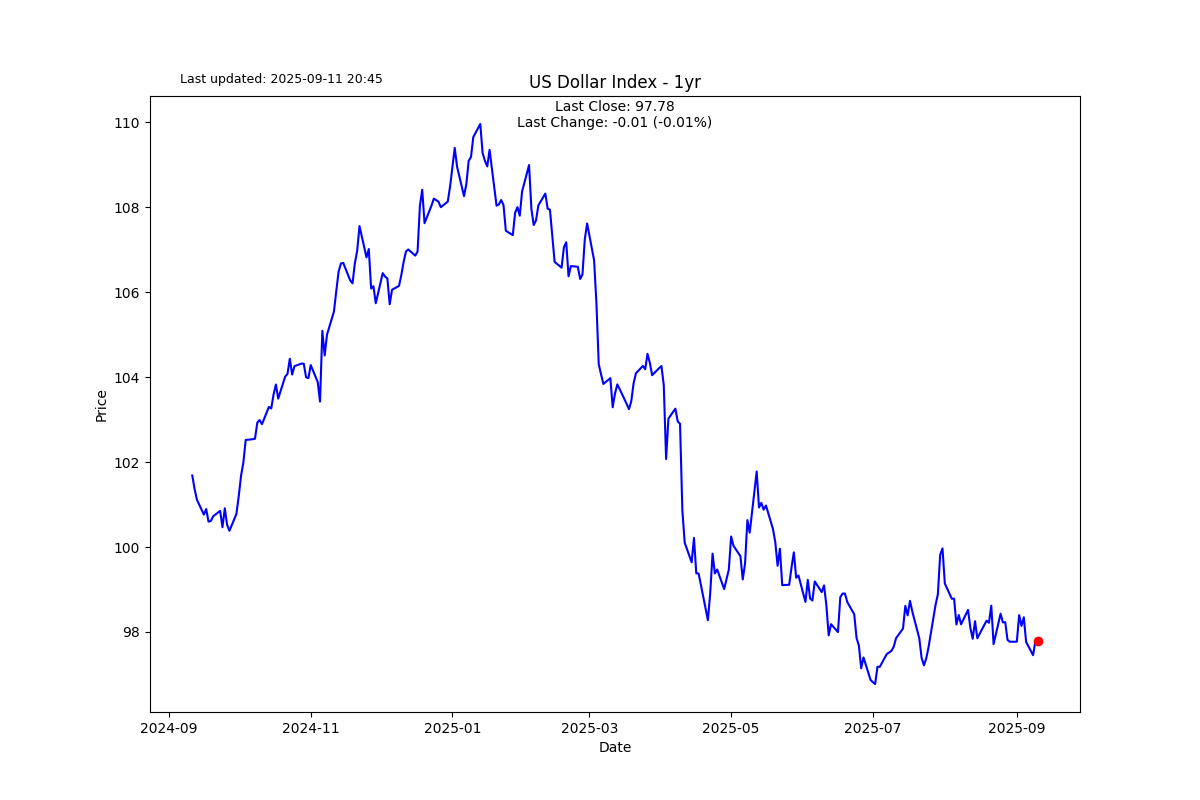 Last updated: 2025-09-11 20:45
US Dollar Index - 1yr
Last Close: 97.78
Last Change: -0.01 (-0.01%)
110
108
106
104
102
100
98
Price
2024-09
2024-11
2025-01
2025-03
2025-05
2025-07
2025-09
Date